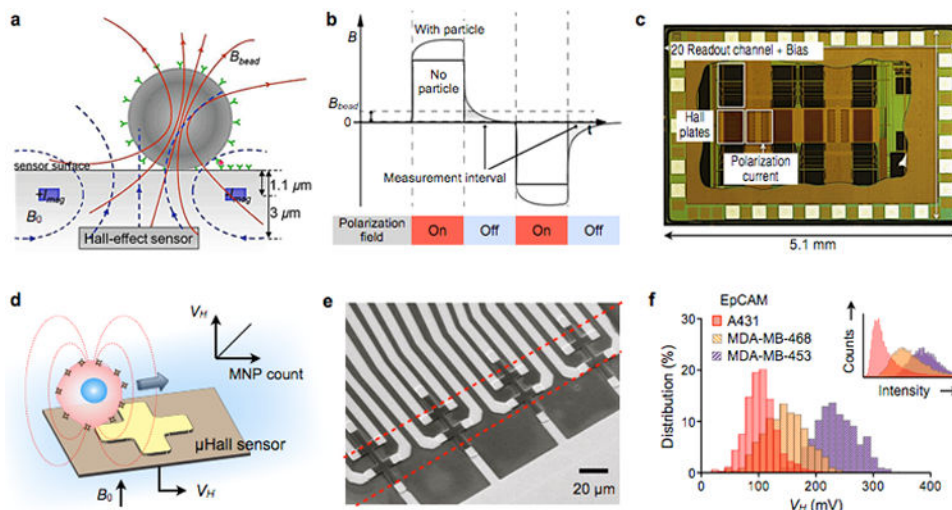 a
B_bead
sensor surface
I_mag
I_mag
B_0
1.1 µm
3 µm
Hall-effect sensor
b
B
With particle
No
particle
B_bead
0
t
Measurement interval
Polarization
field
On
Off
On
Off
c
20 Readout channel + Bias
Hall
plates
Polarization
current
5.1 mm
d
V_H
MNP count
µHall sensor
B_0
V_H
e
20 µm
f
EpCAM
A431
MDA-MB-468
MDA-MB-453
Distribution (%)
30
20
10
0
0
100
200
300
400
V_H (mV)
Counts
Intensity